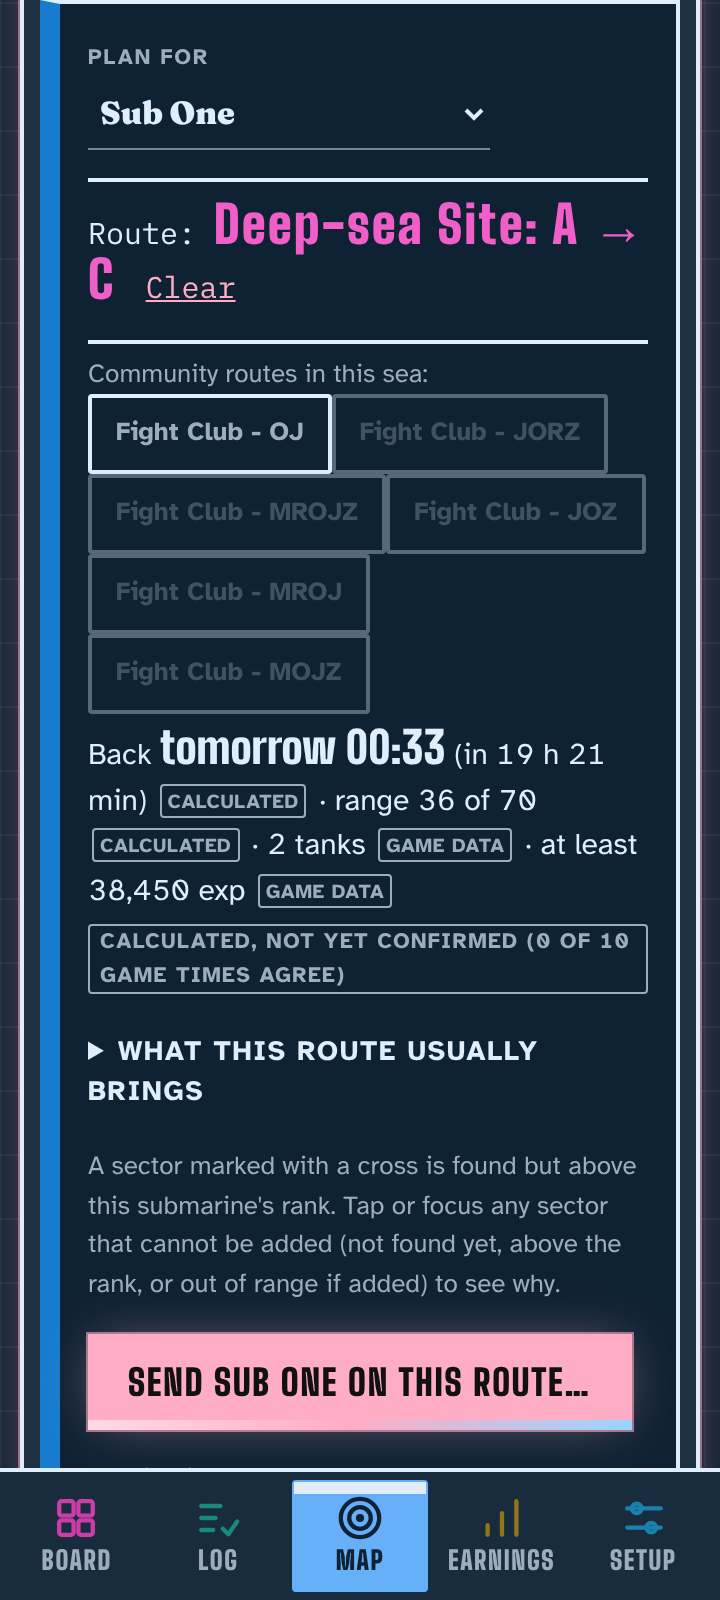 PLAN FOR
Sub One
Route: Deep-sea Site: A →
C Clear
Community routes in this sea:
Fight Club - OJ
Fight Club - JORZ
Fight Club - MROJZ
Fight Club - JOZ
Fight Club - MROJ
Fight Club - MOJZ
Back tomorrow 00:33 (in 19 h 21
min) CALCULATED · range 36 of 70
CALCULATED · 2 tanks GAME DATA · at least
38,450 exp GAME DATA
CALCULATED, NOT YET CONFIRMED (0 OF 10
GAME TIMES AGREE)
▶ WHAT THIS ROUTE USUALLY
BRINGS
A sector marked with a cross is found but above
this submarine's rank. Tap or focus any sector
that cannot be added (not found yet, above the
rank, or out of range if added) to see why.
SEND SUB ONE ON THIS ROUTE…
BOARD
LOG
MAP
EARNINGS
SETUP